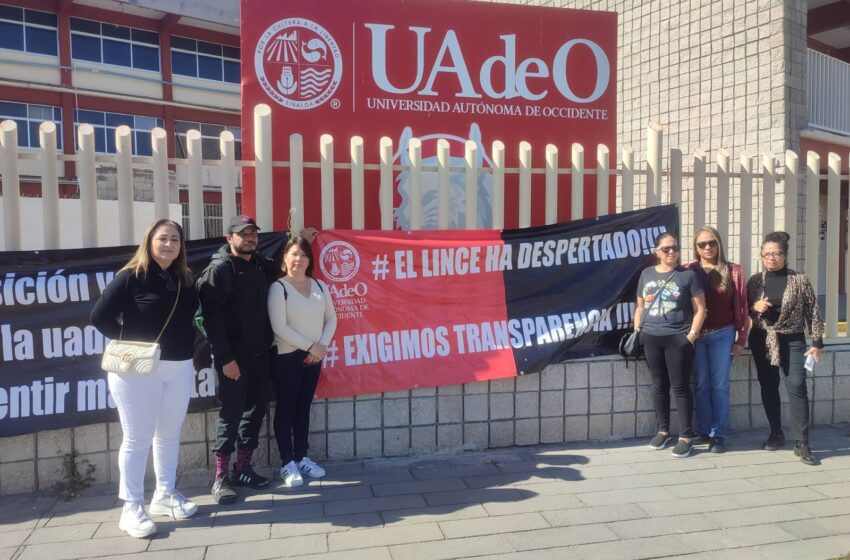 POR LA CULTURA A LA LIBERTAD
SINALOA
®
UAdeO
UNIVERSIDAD AUTÓNOMA DE OCCIDENTE
sición y
la uad
entir m
UAdeO
UNIVERSIDAD
AUTÓNOMA DE
OCCIDENTE
# EL LINCE HA DESPERTADO!!!
# EXIGIMOS TRANSPARENCIA !!!